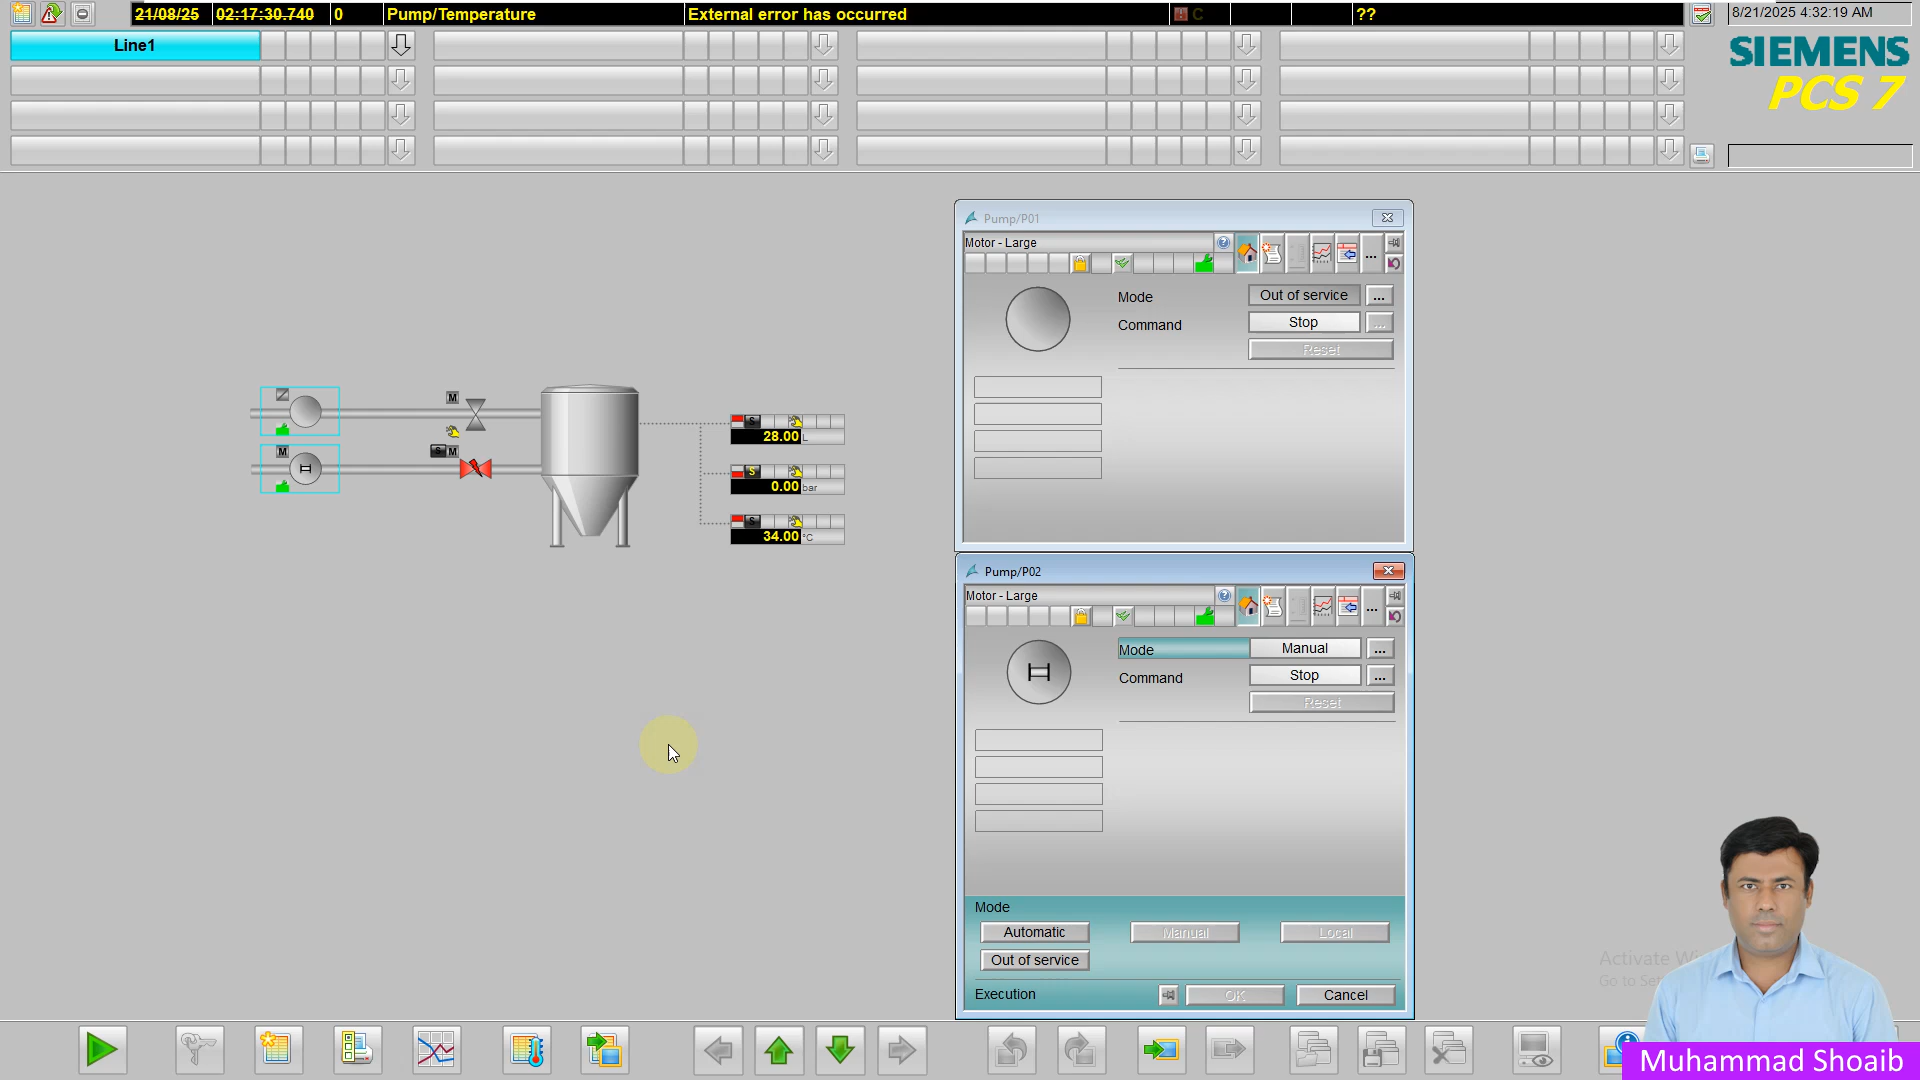 21/08/25 02:17:30.740 0 Pump/Temperature External error has occurred C ?? 8/21/2025 4:32:19 AM
Line1
SIEMENS
PCS 7
Pump/P01
Motor - Large
...
Mode Out of service ...
Command Stop ...
Reset
M
Z
S M
M
S
28.00 L
S
0.00 bar
S
34.00 °C
Pump/P02
Motor - Large
...
Mode Manual ...
Command Stop ...
Reset
Mode
Automatic Manual Local
Out of service
Execution OK Cancel
Muhammad Shoaib